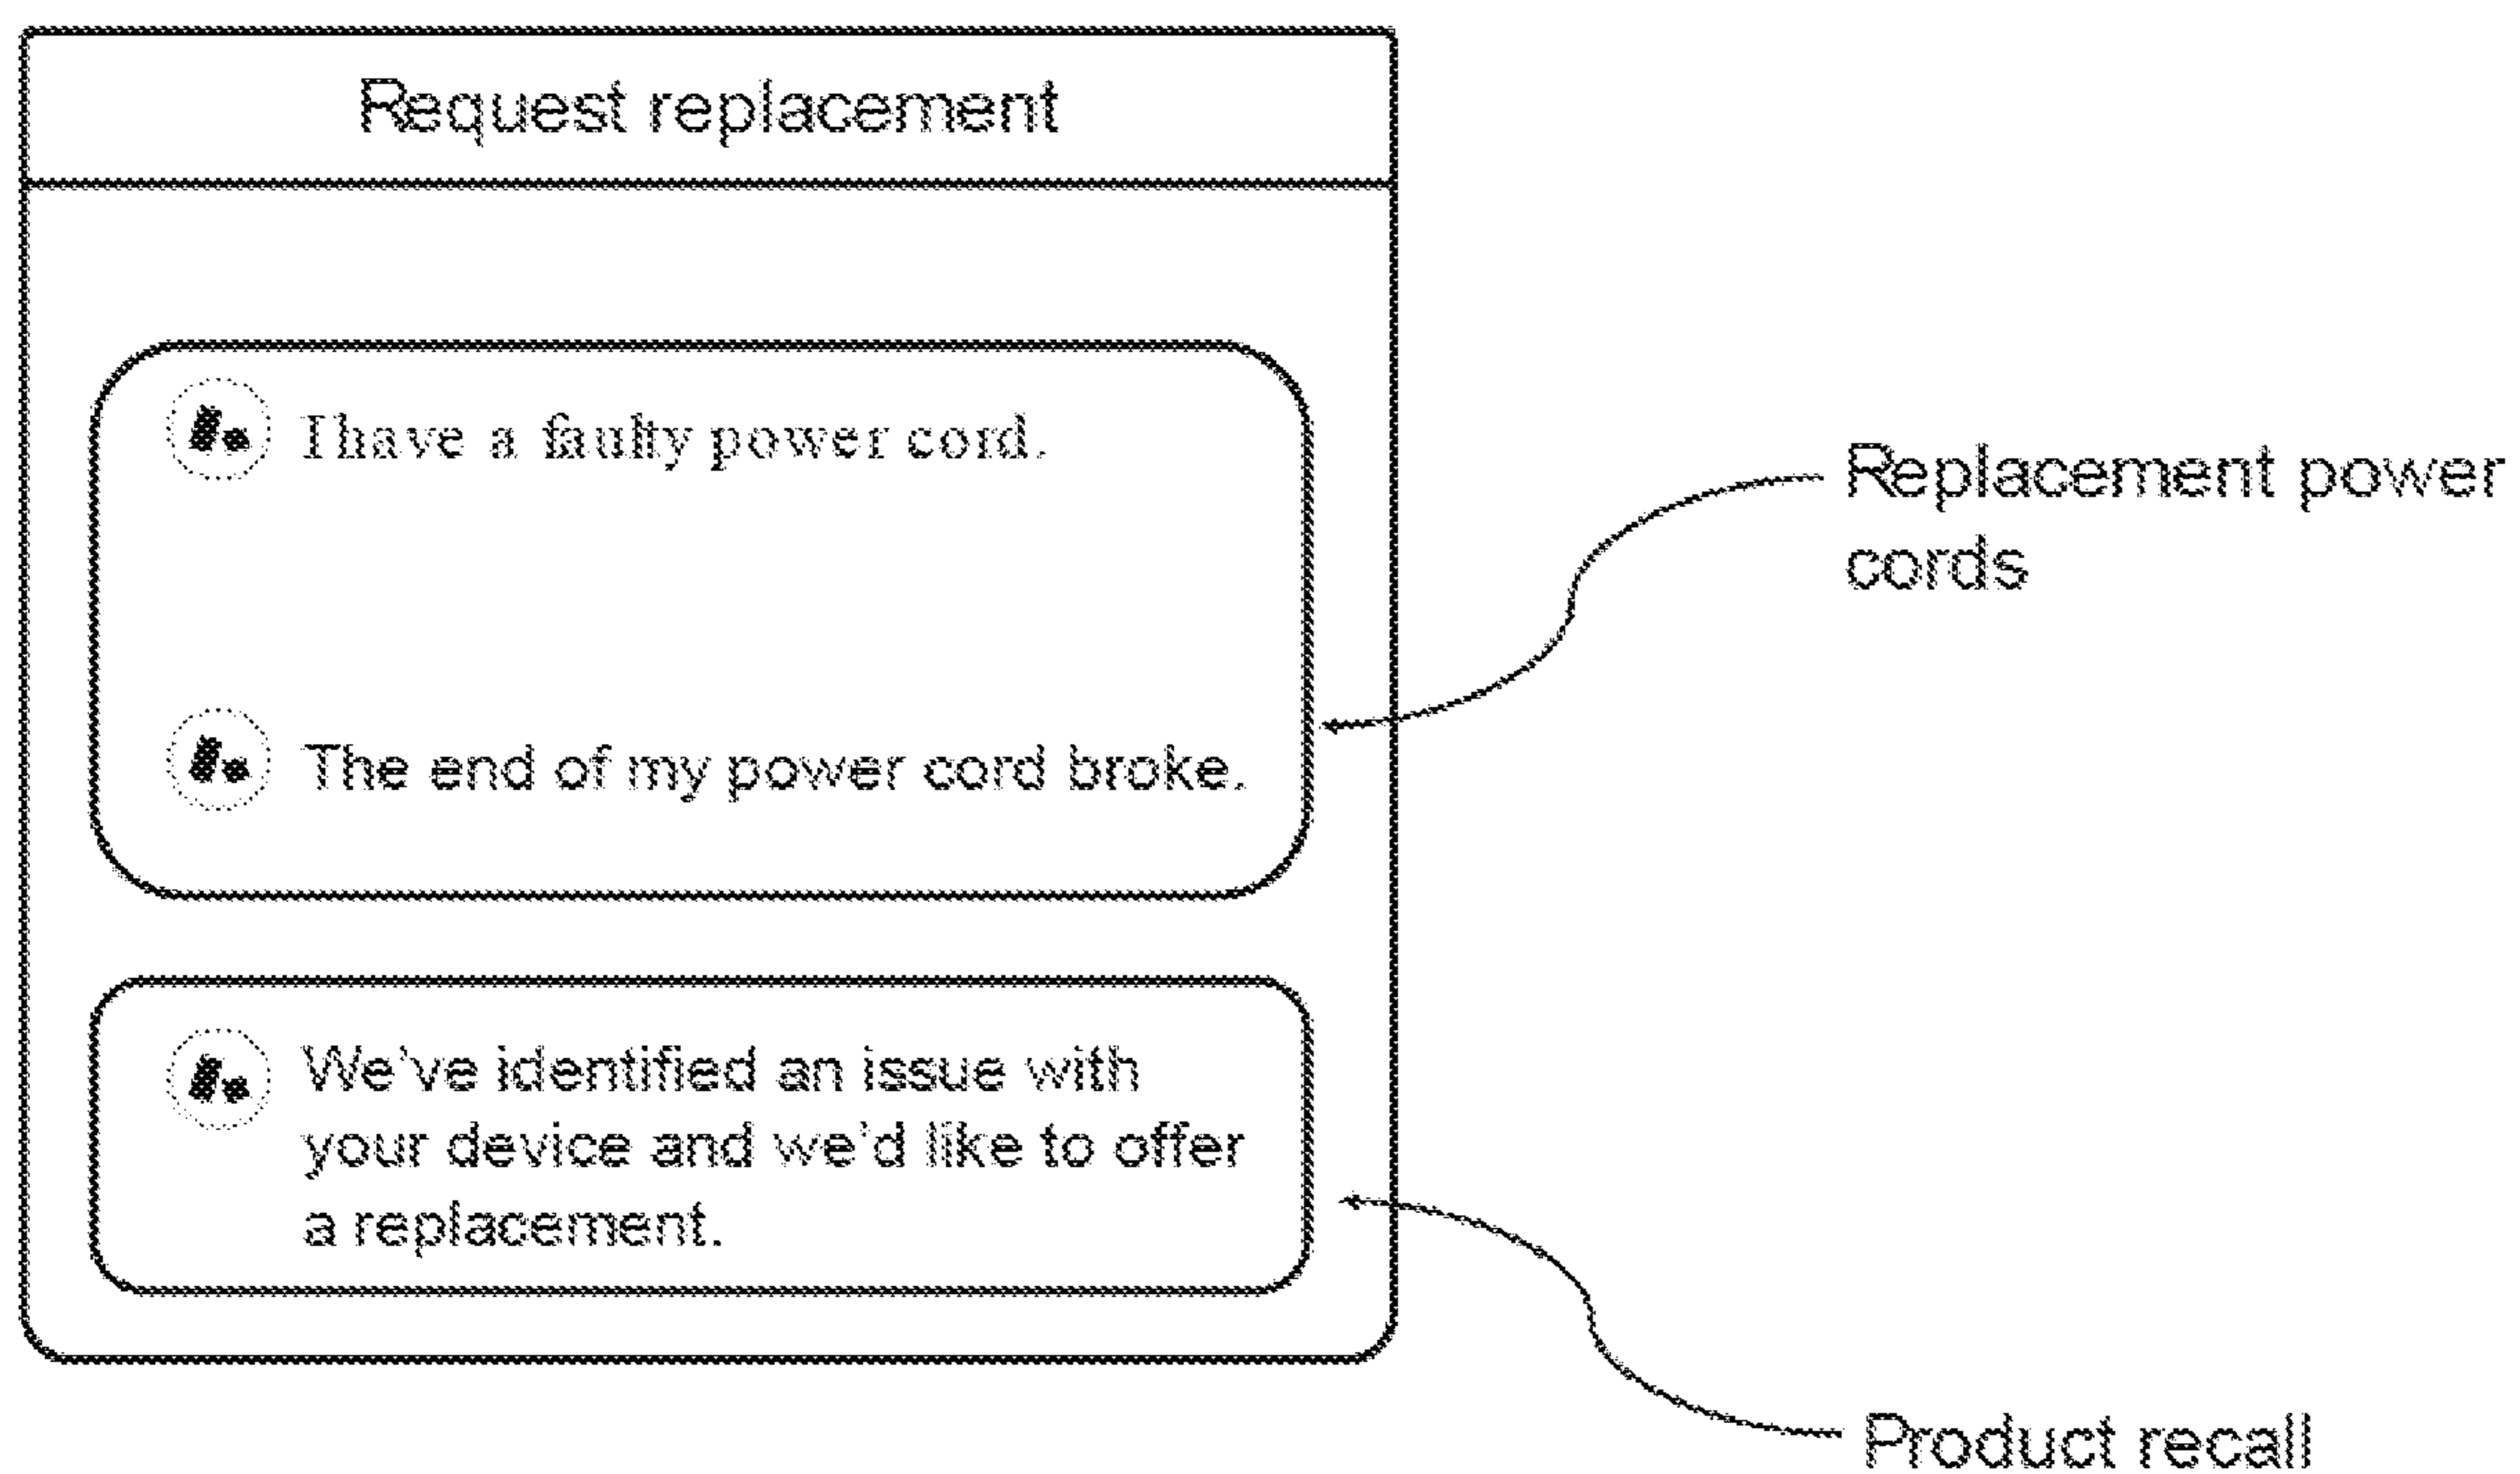 Request replacement
I have a faulty power cord.
Replacement power
cords
The end of my power cord broke.
We've identified an issue with
your device and we'd like to offer
a replacement.
Product recall